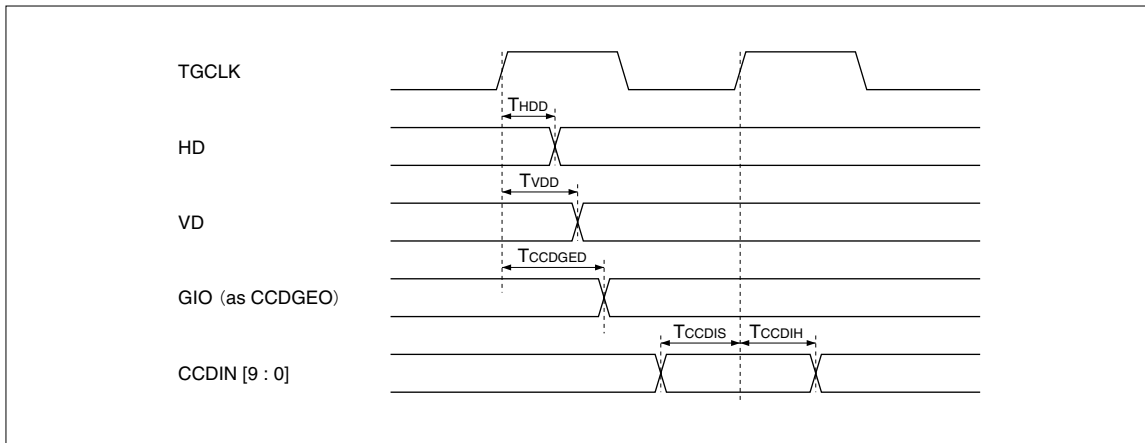 TGCLK
THDD
HD
TVDD
VD
TCCDGED
GIO (as CCDGEO)
TCCDIS TCCDIH
CCDIN [9 : 0]